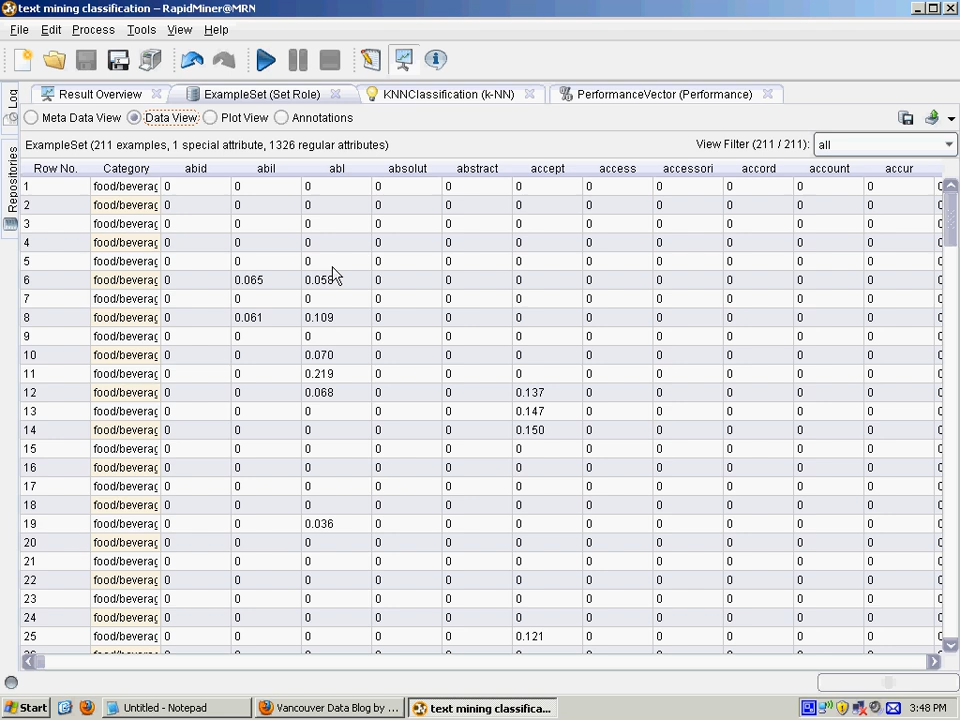 text mining classification – RapidMiner@MRN
File Edit Process Tools View Help
Log
Repositories
Result Overview ExampleSet (Set Role) KNNClassification (k-NN) PerformanceVector (Performance)
Meta Data View Data View Plot View Annotations
ExampleSet (211 examples, 1 special attribute, 1326 regular attributes) View Filter (211 / 211): all
Row No. Category abid abil abl absolut abstract accept access accessori accord account accur
1 food/beverag 0 0 0 0 0 0 0 0 0 0 0
2 food/beverag 0 0 0 0 0 0 0 0 0 0 0
3 food/beverag 0 0 0 0 0 0 0 0 0 0 0
4 food/beverag 0 0 0 0 0 0 0 0 0 0 0
5 food/beverag 0 0 0 0 0 0 0 0 0 0 0
6 food/beverag 0 0.065 0.058 0 0 0 0 0 0 0 0
7 food/beverag 0 0 0 0 0 0 0 0 0 0 0
8 food/beverag 0 0.061 0.109 0 0 0 0 0 0 0 0
9 food/beverag 0 0 0 0 0 0 0 0 0 0 0
10 food/beverag 0 0 0.070 0 0 0 0 0 0 0 0
11 food/beverag 0 0 0.219 0 0 0 0 0 0 0 0
12 food/beverag 0 0 0.068 0 0 0.137 0 0 0 0 0
13 food/beverag 0 0 0 0 0 0.147 0 0 0 0 0
14 food/beverag 0 0 0 0 0 0.150 0 0 0 0 0
15 food/beverag 0 0 0 0 0 0 0 0 0 0 0
16 food/beverag 0 0 0 0 0 0 0 0 0 0 0
17 food/beverag 0 0 0 0 0 0 0 0 0 0 0
18 food/beverag 0 0 0 0 0 0 0 0 0 0 0
19 food/beverag 0 0 0.036 0 0 0 0 0 0 0 0
20 food/beverag 0 0 0 0 0 0 0 0 0 0 0
21 food/beverag 0 0 0 0 0 0 0 0 0 0 0
22 food/beverag 0 0 0 0 0 0 0 0 0 0 0
23 food/beverag 0 0 0 0 0 0 0 0 0 0 0
24 food/beverag 0 0 0 0 0 0 0 0 0 0 0
25 food/beverag 0 0 0 0 0 0.121 0 0 0 0 0
Start Untitled - Notepad Vancouver Data Blog by ... text mining classifica... 3:48 PM